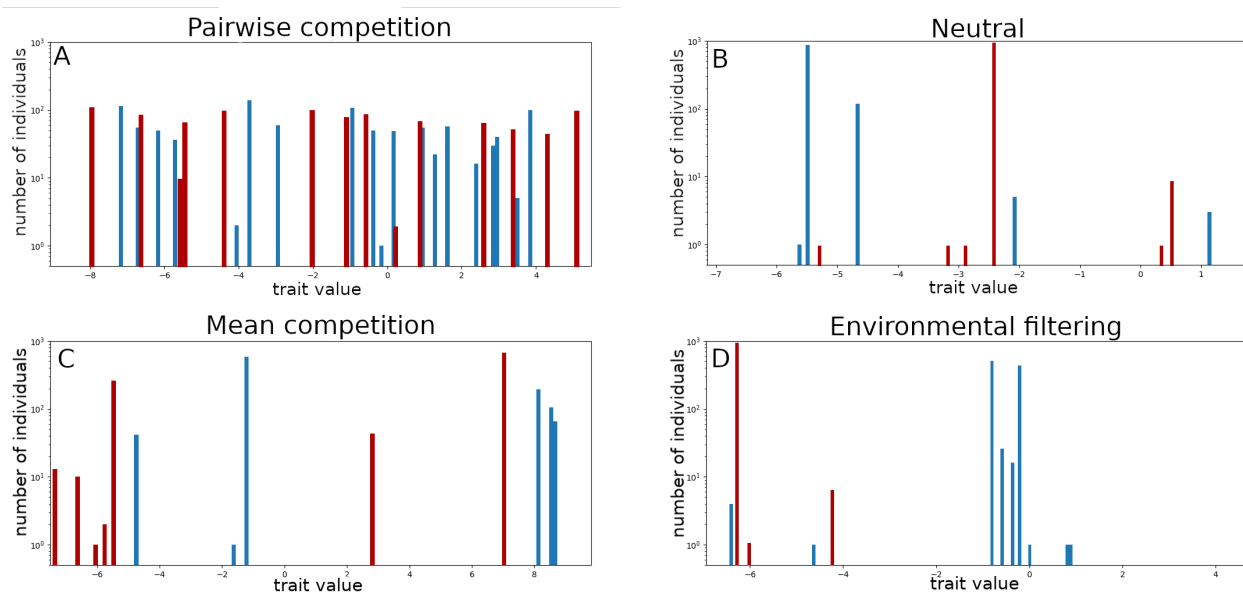 Pairwise competition
A
number of individuals
10³
10²
10¹
10⁰
−8 −6 −4 −2 0 2 4
trait value
Neutral
B
number of individuals
10³
10²
10¹
10⁰
−7 −6 −5 −4 −3 −2 −1 0 1
trait value
Mean competition
C
number of individuals
10³
10²
10¹
10⁰
−6 −4 −2 0 2 4 6 8
trait value
Environmental filtering
D
number of individuals
10³
10²
10¹
10⁰
−6 −4 −2 0 2 4
trait value